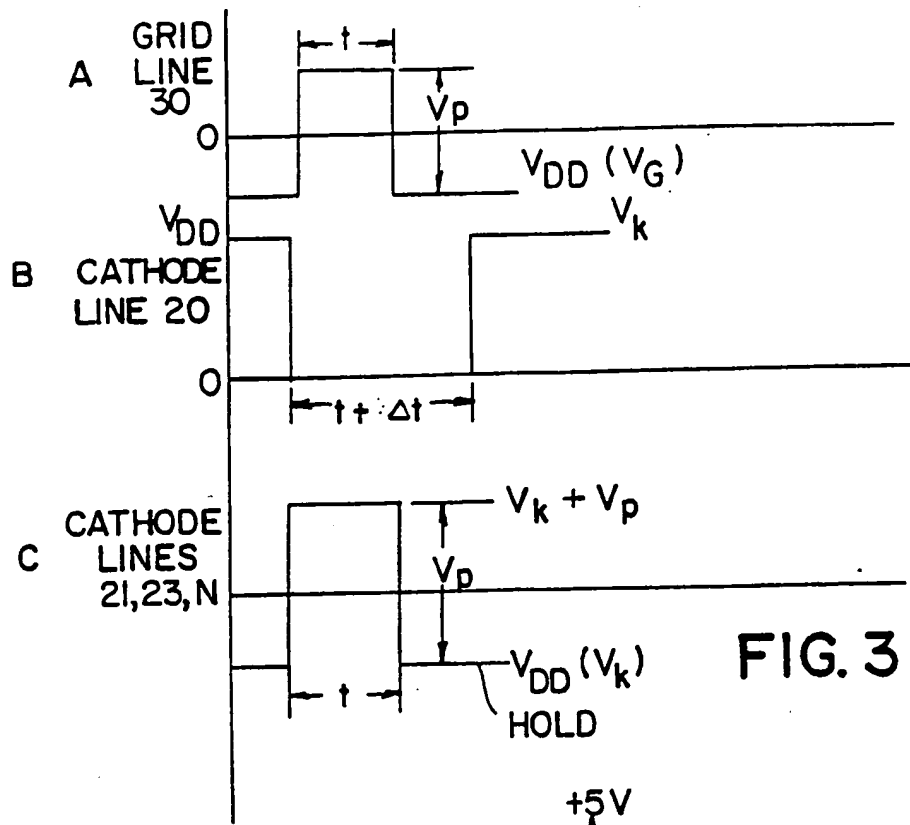 GRID
LINE
30
A
t
Vp
0
VDD (VG)
VDD
Vk
B
CATHODE
LINE 20
0
t + Δt
CATHODE
LINES
21,23,N
C
Vk + Vp
Vp
VDD (Vk)
t
HOLD
FIG. 3
+5V